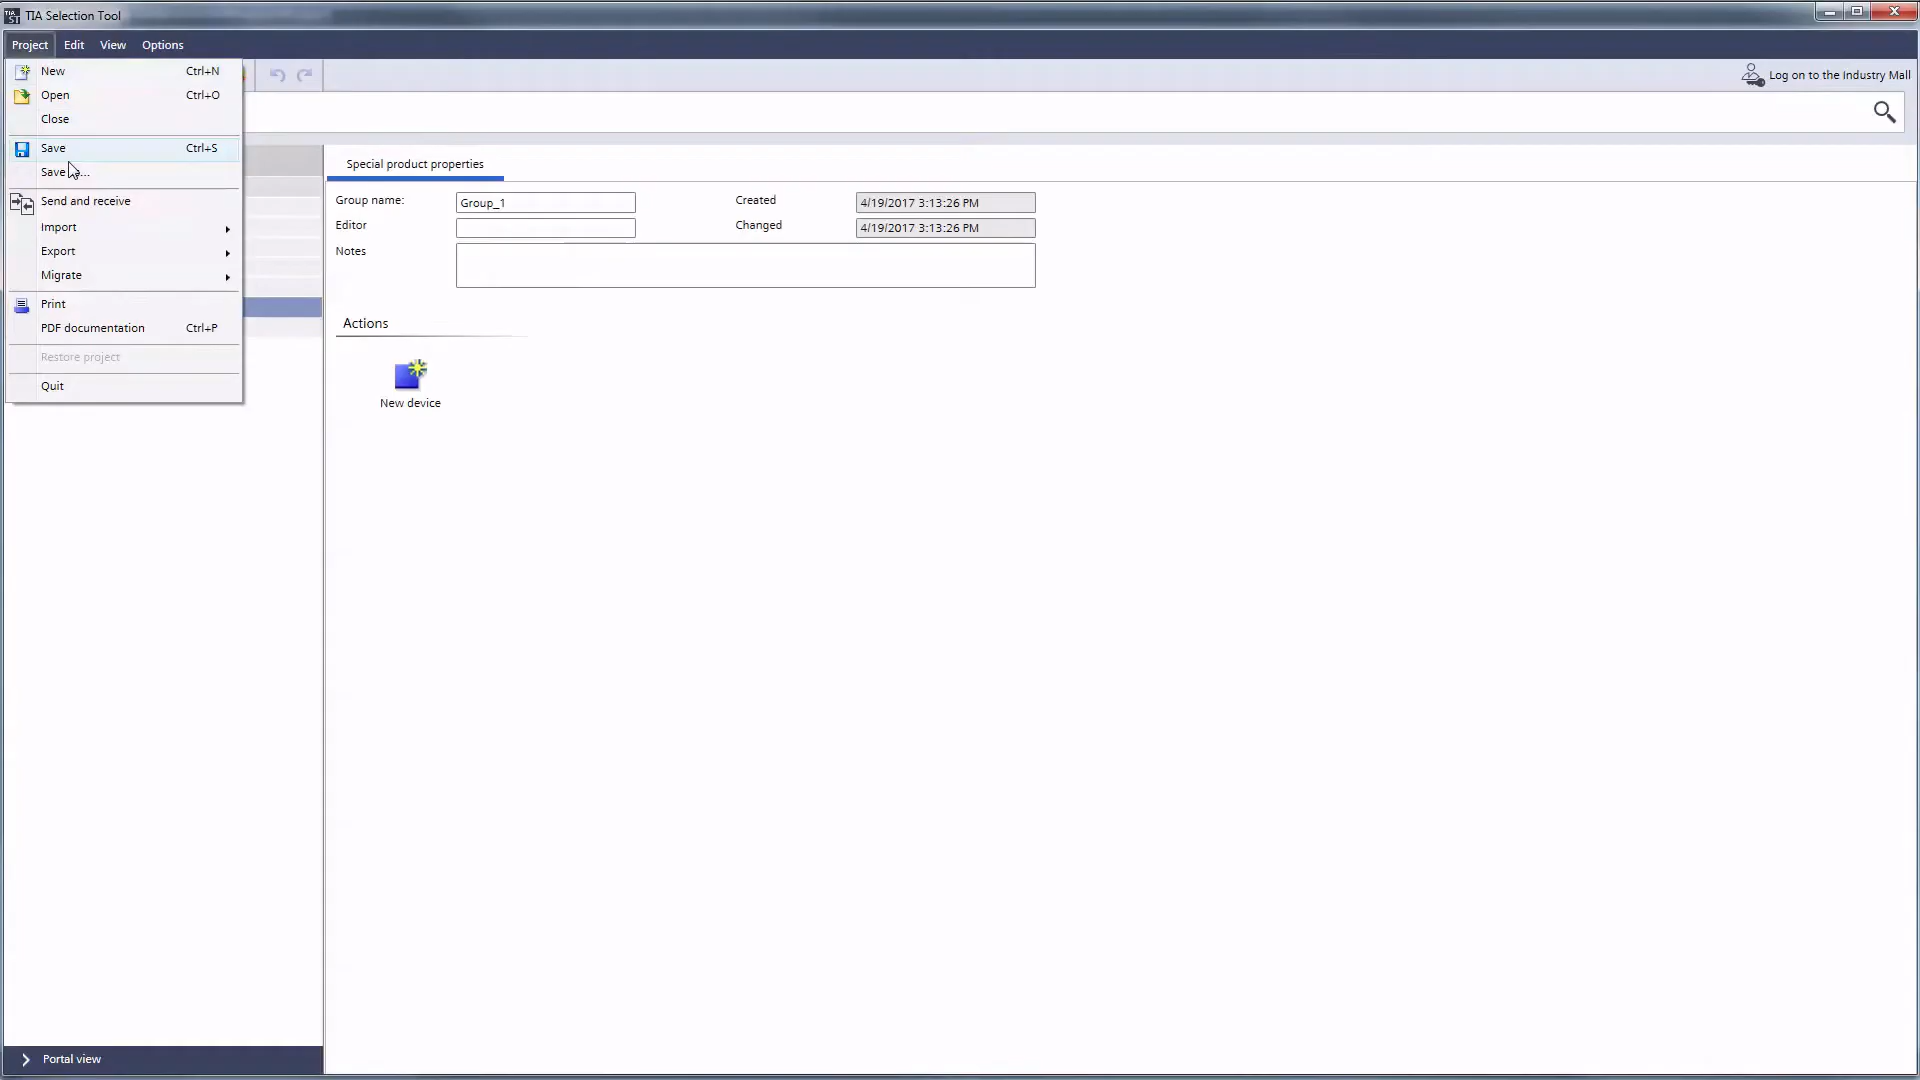 TIA Selection Tool
Project Edit View Options
New Ctrl+N
Open Ctrl+O
Close
Save Ctrl+S
Save ...
Send and receive
Import
Export
Migrate
Print
PDF documentation Ctrl+P
Restore project
Quit
Log on to the Industry Mall
Special product properties
Group name: Group_1 Created 4/19/2017 3:13:26 PM
Editor Changed 4/19/2017 3:13:26 PM
Notes
Actions
New device
Portal view